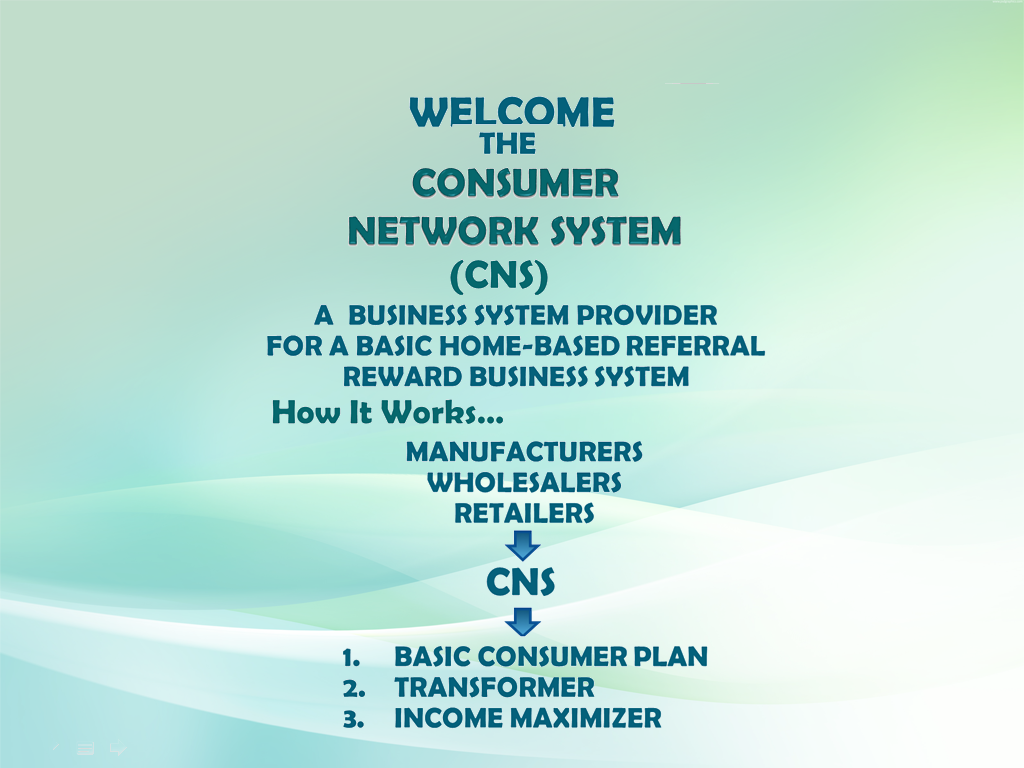 WELCOME
THE
CONSUMER
NETWORK SYSTEM
(CNS)
A BUSINESS SYSTEM PROVIDER
FOR A BASIC HOME-BASED REFERRAL
REWARD BUSINESS SYSTEM
How It Works...
MANUFACTURERS
WHOLESALERS
RETAILERS
CNS
1. BASIC CONSUMER PLAN
2. TRANSFORMER
3. INCOME MAXIMIZER